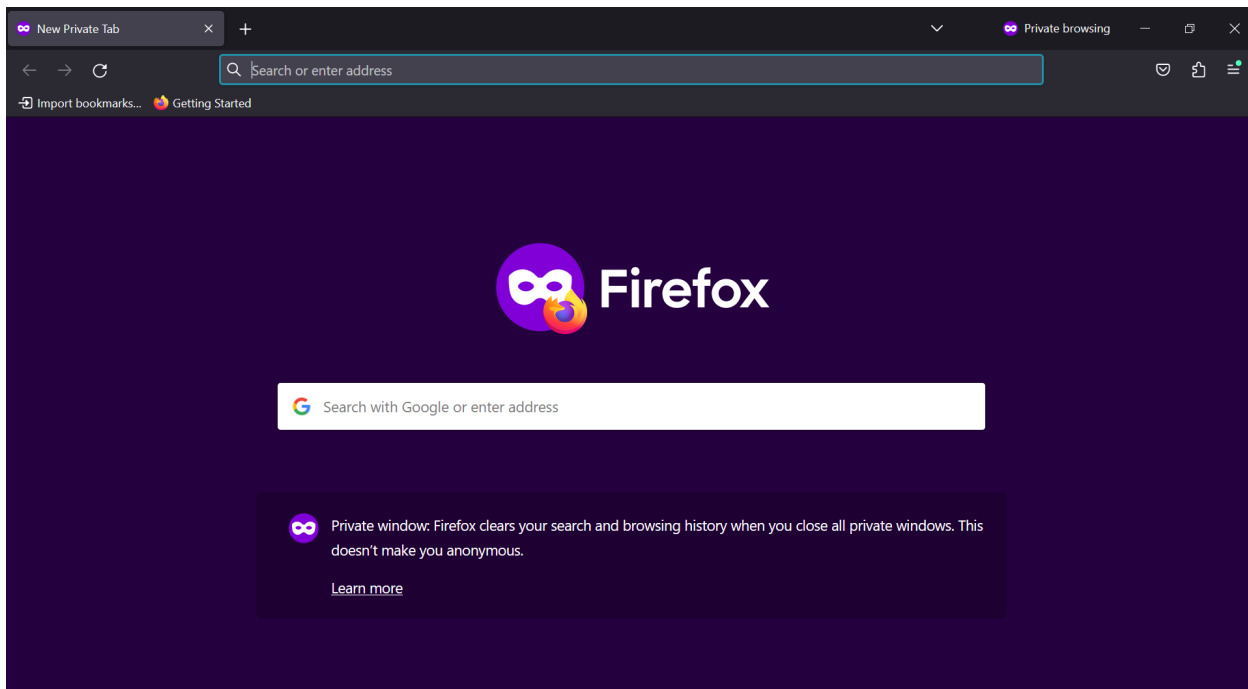 New Private Tab
Private browsing
Search or enter address
Import bookmarks...
Getting Started
Firefox
Search with Google or enter address
Private window: Firefox clears your search and browsing history when you close all private windows. This
doesn't make you anonymous.
Learn more